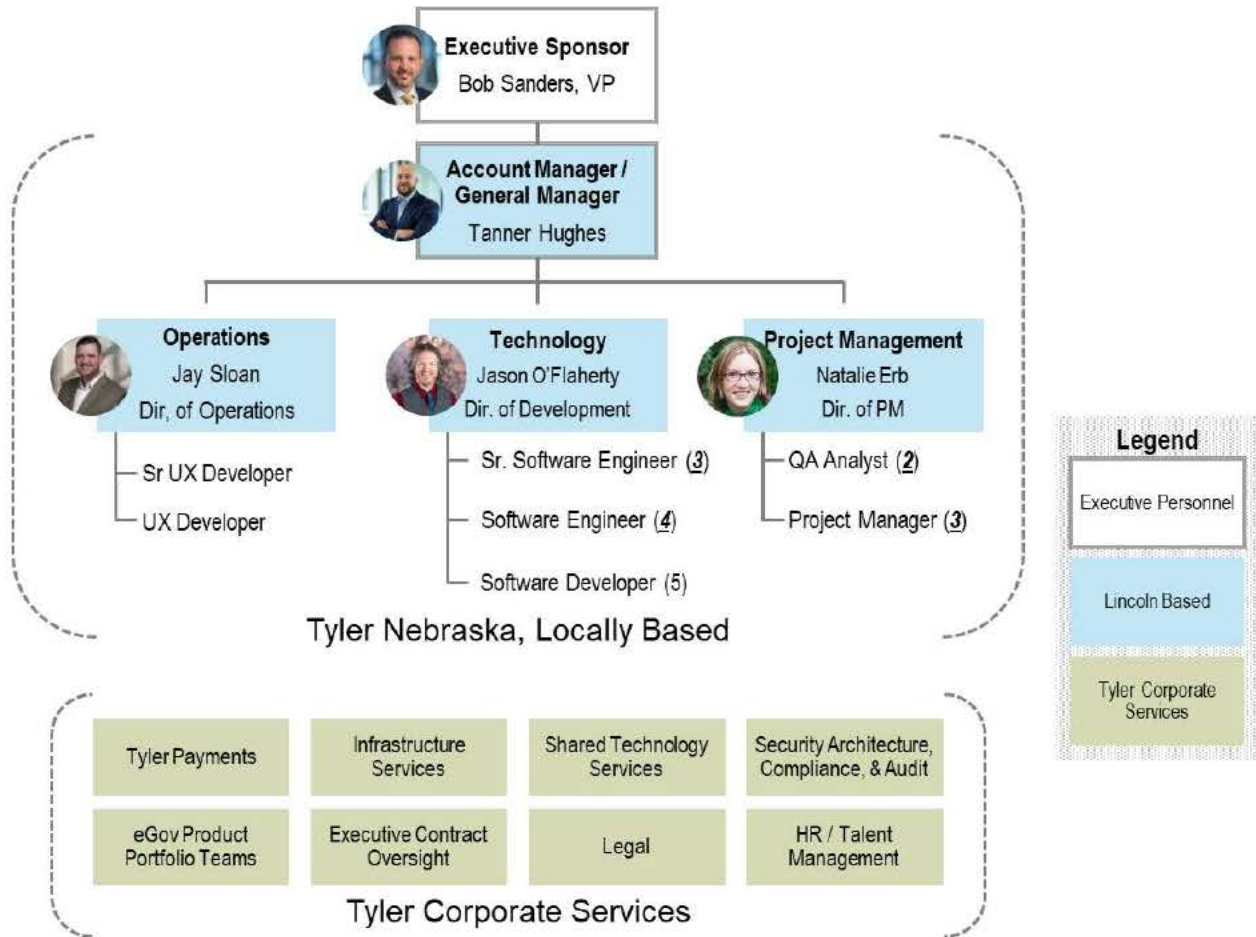 Executive Sponsor
Bob Sanders, VP
Account Manager /
General Manager
Tanner Hughes
Operations
Jay Sloan
Dir, of Operations
Sr UX Developer
UX Developer
Technology
Jason O'Flaherty
Dir. of Development
Sr. Software Engineer (3)
Software Engineer (4)
Software Developer (5)
Project Management
Natalie Erb
Dir. of PM
QA Analyst (2)
Project Manager (3)
Tyler Nebraska, Locally Based
Legend
Executive Personnel
Lincoln Based
Tyler Corporate
Services
Tyler Payments
Infrastructure
Services
Shared Technology
Services
Security Architecture,
Compliance, & Audit
eGov Product
Portfolio Teams
Executive Contract
Oversight
Legal
HR / Talent
Management
Tyler Corporate Services